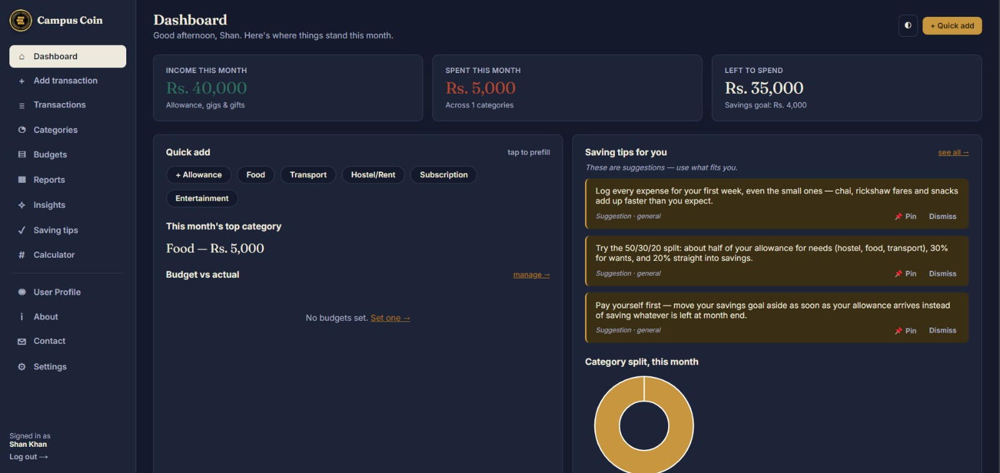 Campus Coin
Dashboard
Add transaction
Transactions
Categories
Budgets
Reports
Insights
Saving tips
Calculator
User Profile
About
Contact
Settings
Signed in as
Shan Khan
Log out →
Dashboard
Good afternoon, Shan. Here's where things stand this month.
+ Quick add
INCOME THIS MONTH
Rs. 40,000
Allowance, gigs & gifts
SPENT THIS MONTH
Rs. 5,000
Across 1 categories
LEFT TO SPEND
Rs. 35,000
Savings goal: Rs. 4,000
Quick add
tap to prefill
+ Allowance
Food
Transport
Hostel/Rent
Subscription
Entertainment
This month's top category
Food — Rs. 5,000
Budget vs actual
manage →
No budgets set. Set one →
Saving tips for you
see all →
These are suggestions — use what fits you.
Log every expense for your first week, even the small ones — chai, rickshaw fares and snacks
add up faster than you expect.
Suggestion · general
Pin
Dismiss
Try the 50/30/20 split: about half of your allowance for needs (hostel, food, transport), 30%
for wants, and 20% straight into savings.
Suggestion · general
Pin
Dismiss
Pay yourself first — move your savings goal aside as soon as your allowance arrives instead
of saving whatever is left at month end.
Suggestion · general
Pin
Dismiss
Category split, this month